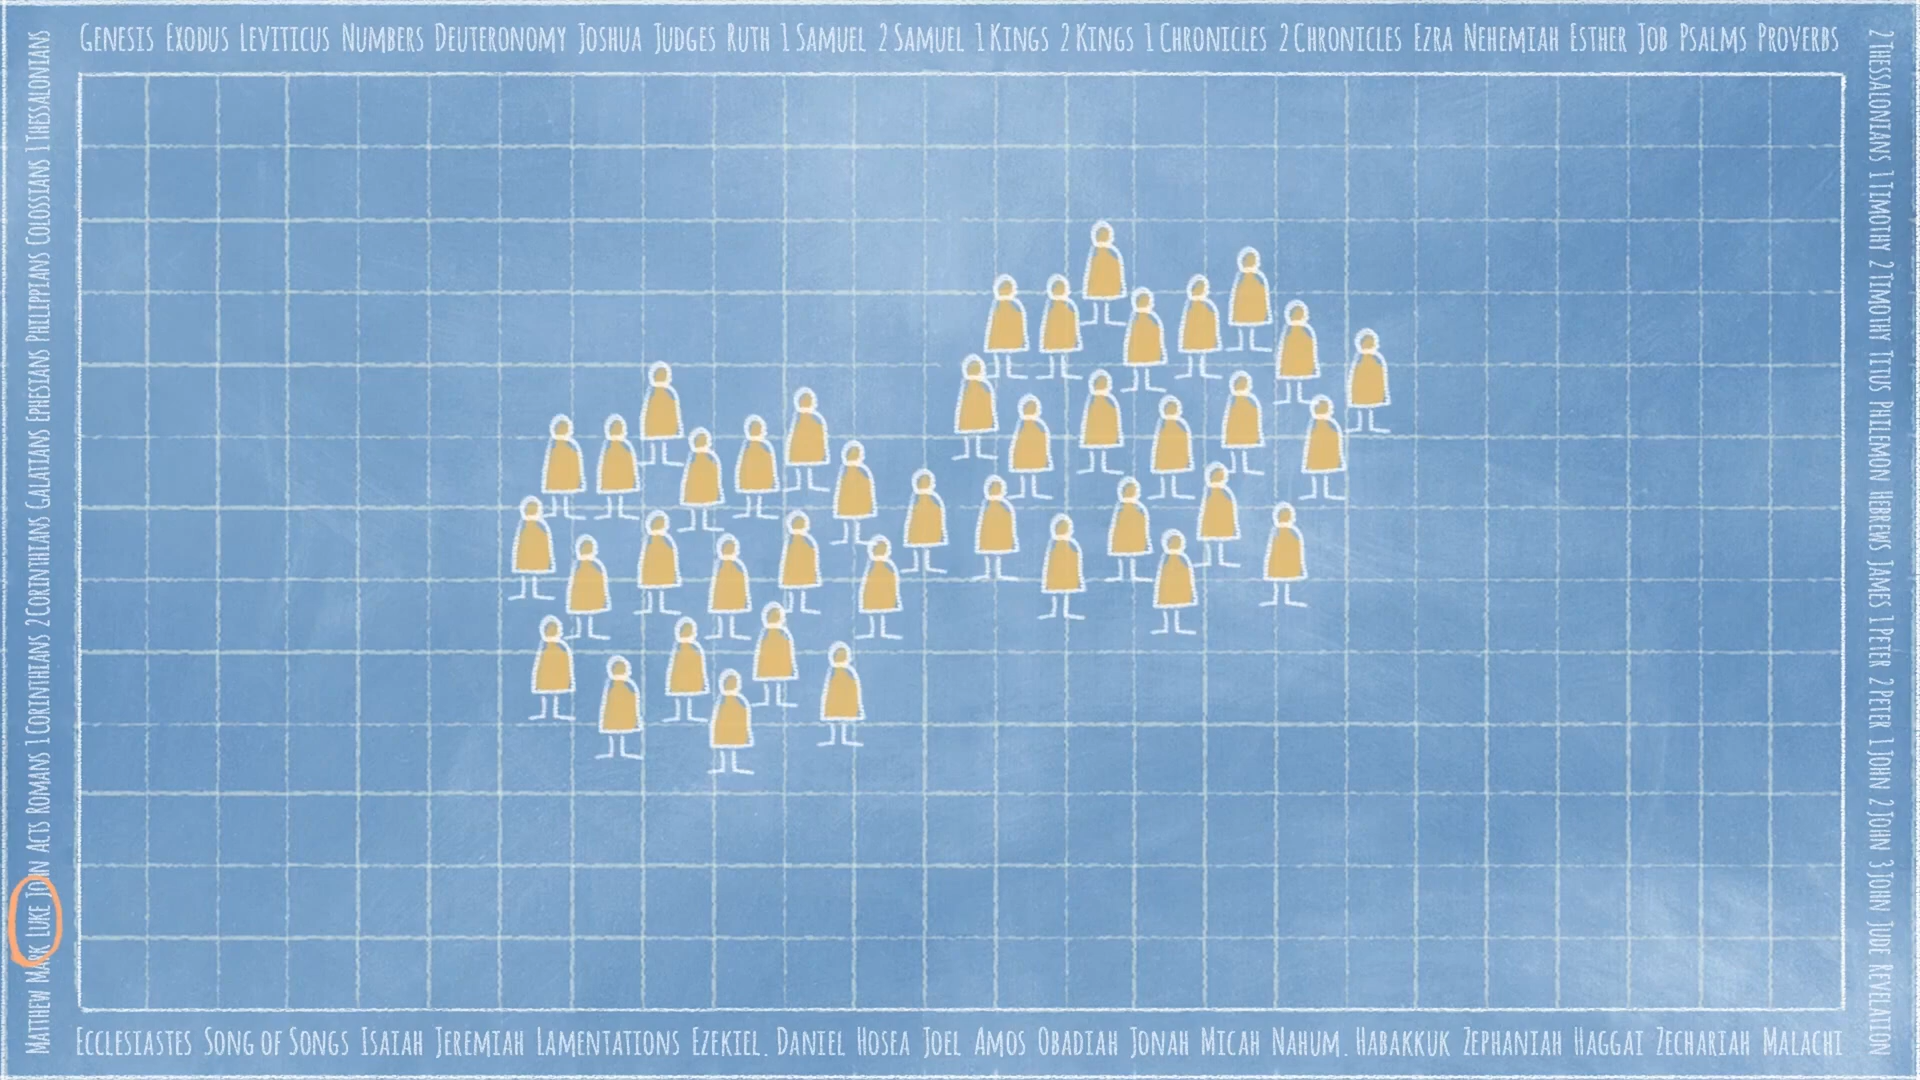 GENESIS EXODUS LEVITICUS NUMBERS DEUTERONOMY JOSHUA JUDGES RUTH 1 SAMUEL 2 SAMUEL 1 KINGS 2 KINGS 1 CHRONICLES 2 CHRONICLES EZRA NEHEMIAH ESTHER JOB PSALMS PROVERBS
ECCLESIASTES SONG OF SONGS ISAIAH JEREMIAH LAMENTATIONS EZEKIEL. DANIEL HOSEA JOEL AMOS OBADIAH JONAH MICAH NAHUM. HABAKKUK ZEPHANIAH HAGGAI ZECHARIAH MALACHI
MATTHEW MARK LUKE JOHN ACTS ROMANS 1 CORINTHIANS 2 CORINTHIANS GALATIANS EPHESIANS PHILIPPIANS COLOSSIANS 1 THESSALONIANS
2 THESSALONIANS 1 TIMOTHY 2 TIMOTHY TITUS PHILEMON HEBREWS JAMES 1 PETER 2 PETER 1 JOHN 2 JOHN 3 JOHN JUDE REVELATION